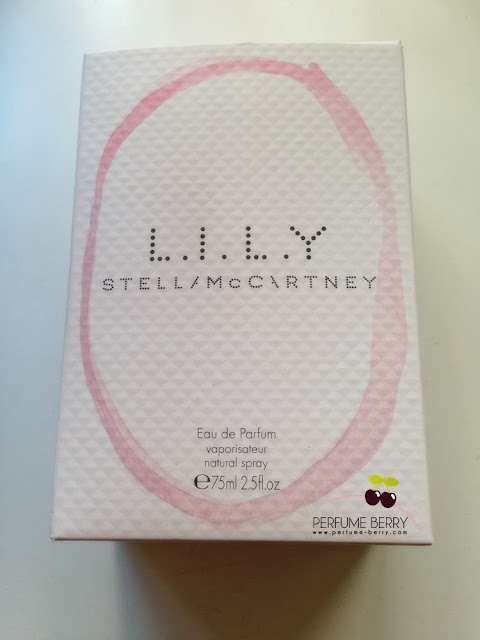 L.I.L.Y
STELLA McCARTNEY
Eau de Parfum
vaporisateur
natural spray
℮75ml 2.5fl.oz
PERFUME BERRY
www.perfume-berry.com